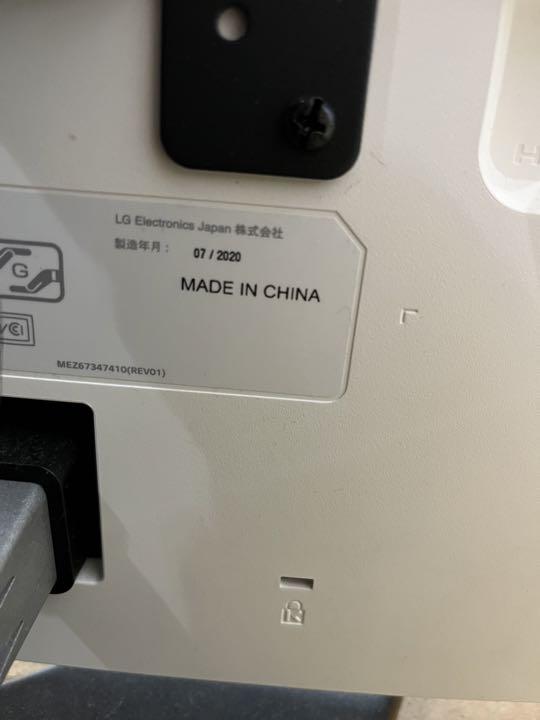 LG Electronics Japan 株式会社
製造年月： 07 / 2020
G
MADE IN CHINA
MEZ67347410(REV01)